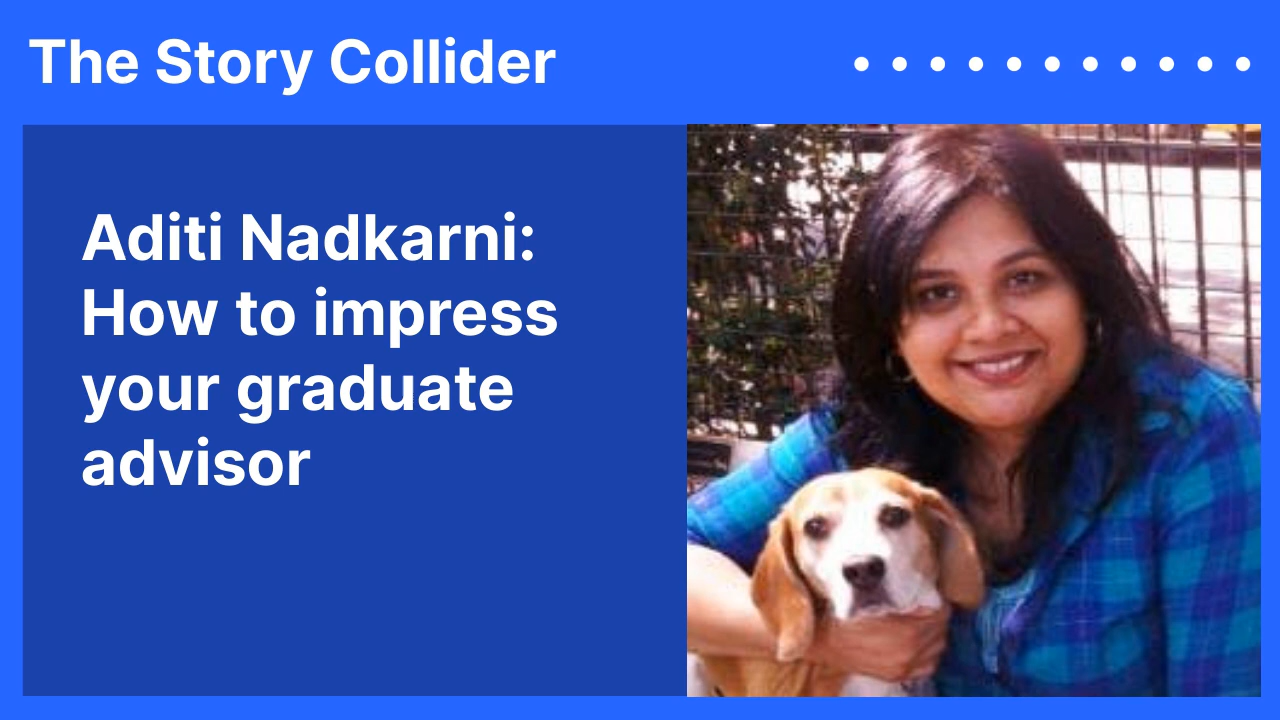 The Story Collider
Aditi Nadkarni:
How to impress
your graduate
advisor